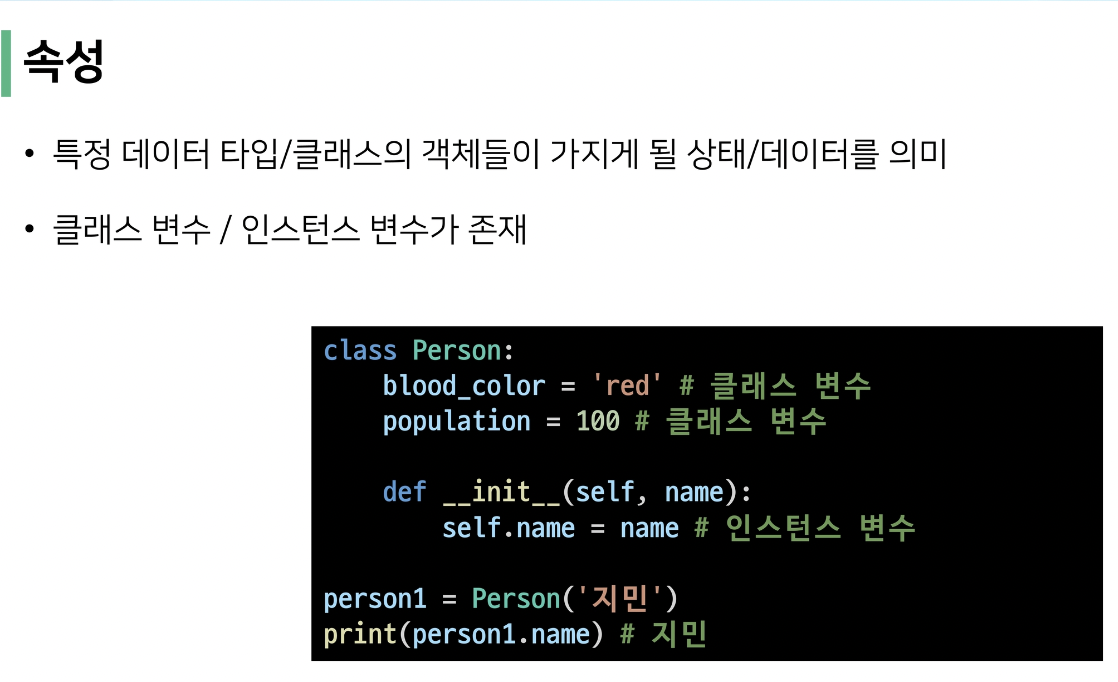 속성
• 특정 데이터 타입/클래스의 객체들이 가지게 될 상태/데이터를 의미
• 클래스 변수 / 인스턴스 변수가 존재
class Person:
    blood_color = 'red' # 클래스 변수
    population = 100 # 클래스 변수
    def __init__(self, name):
        self.name = name # 인스턴스 변수
person1 = Person('지민')
print(person1.name) # 지민